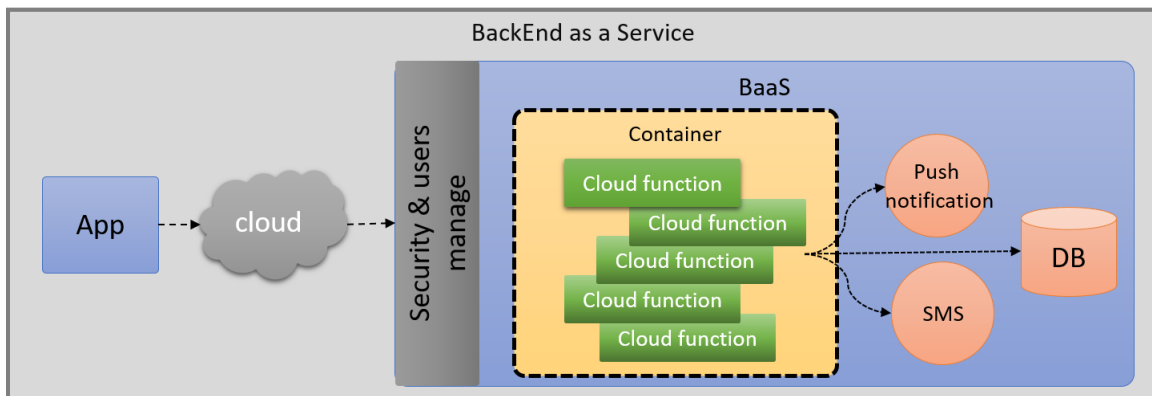 BackEnd as a Service
App
cloud
Security & users
manage
BaaS
Container
Cloud function
Cloud function
Cloud function
Cloud function
Cloud function
Push
notification
DB
SMS